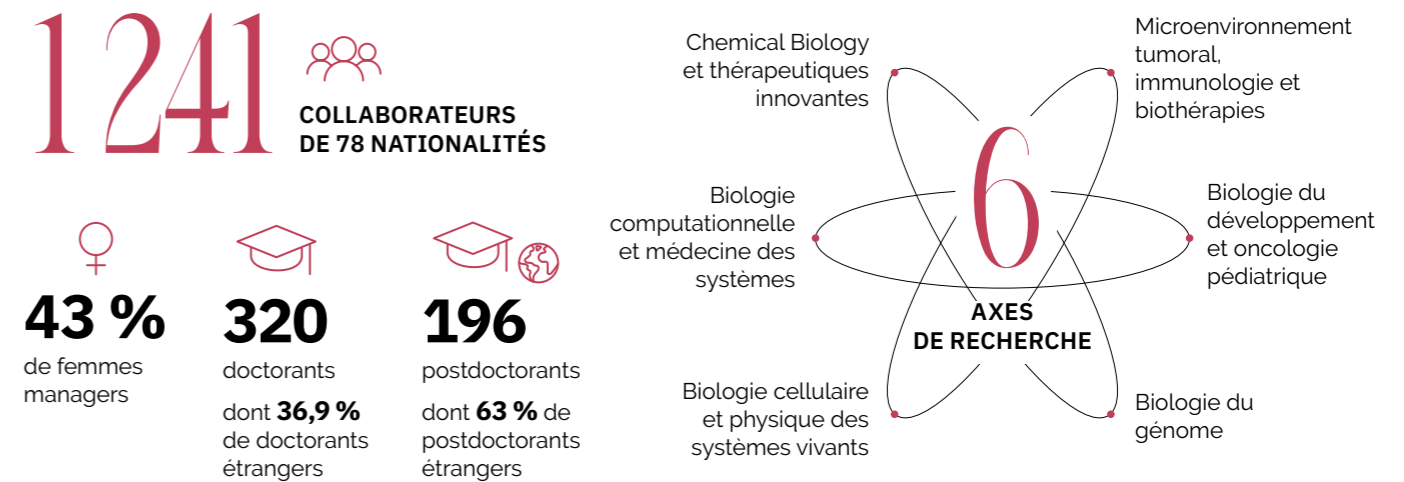 1 241
COLLABORATEURS
DE 78 NATIONALITÉS
43 %
de femmes
managers
320
doctorants
dont 36,9 %
de doctorants
étrangers
196
postdoctorants
dont 63 % de
postdoctorants
étrangers
6
AXES
DE RECHERCHE
Chemical Biology
et thérapeutiques
innovantes
Microenvironnement
tumoral,
immunologie et
biothérapies
Biologie
computationnelle
et médecine des
systèmes
Biologie du
développement
et oncologie
pédiatrique
Biologie cellulaire
et physique des
systèmes vivants
Biologie du
génome